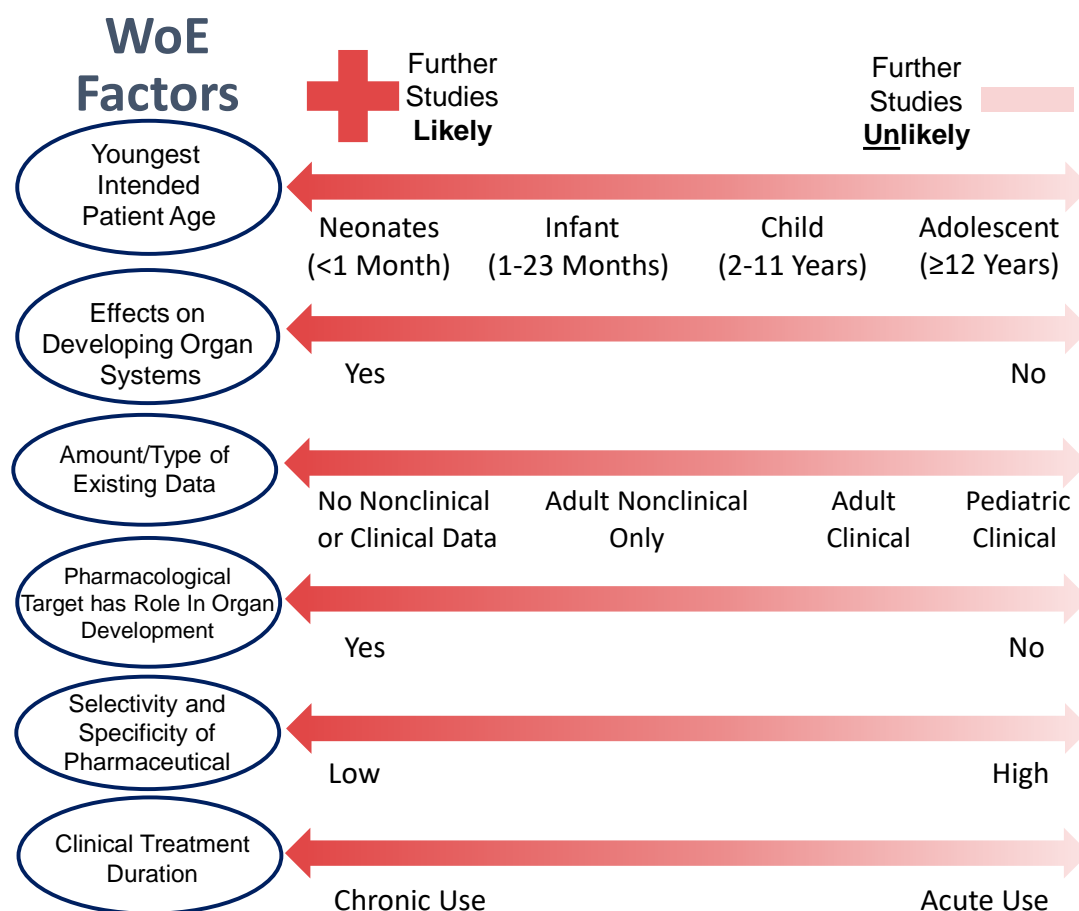 WoE
Factors
Further
Studies
Likely
Further
Studies
Unlikely
Youngest
Intended
Patient Age
Neonates
(<1 Month)
Infant
(1-23 Months)
Child
(2-11 Years)
Adolescent
(≥12 Years)
Effects on
Developing Organ
Systems
Yes
No
Amount/Type of
Existing Data
No Nonclinical
or Clinical Data
Adult Nonclinical
Only
Adult
Clinical
Pediatric
Clinical
Pharmacological
Target has Role In Organ
Development
Yes
No
Selectivity and
Specificity of
Pharmaceutical
Low
High
Clinical Treatment
Duration
Chronic Use
Acute Use